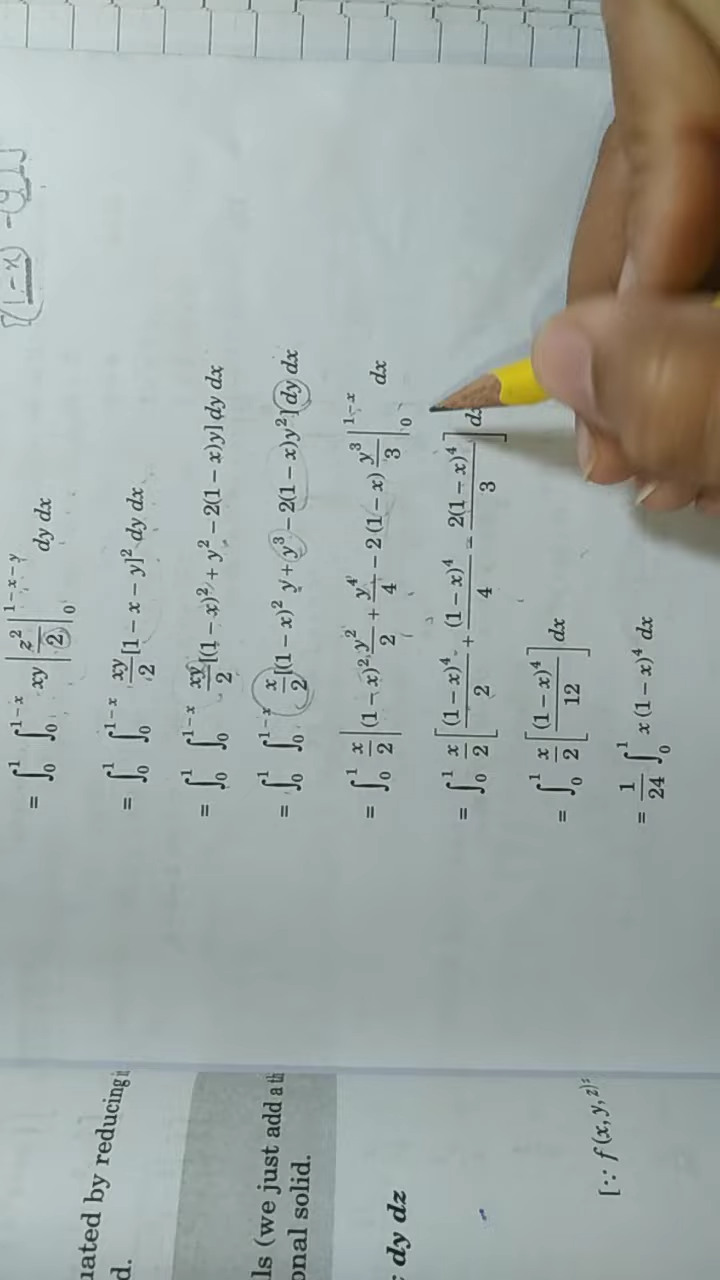 [(1-x) - (y)]
= ∫₀¹ ∫₀^{1-x} xy |z²/2|₀^{1-x-y} dy dx
= ∫₀¹ ∫₀^{1-x} xy/2 [1 - x - y]² dy dx
= ∫₀¹ ∫₀^{1-x} xy/2 [(1 - x)² + y² - 2(1 - x)y] dy dx
= ∫₀¹ ∫₀^{1-x} x/2 [(1 - x)² y + y³ - 2(1 - x)y²] dy dx
= ∫₀¹ x/2 |(1 - x)² y²/2 + y⁴/4 - 2(1 - x) y³/3|₀^{1-x} dx
= ∫₀¹ x/2 [(1 - x)⁴/2 + (1 - x)⁴/4 - 2(1 - x)⁴/3] dx
= ∫₀¹ x/2 [(1 - x)⁴/12] dx
= 1/24 ∫₀¹ x (1 - x)⁴ dx
uated by reducing
d.
ls (we just add a
onal solid.
dy dz
[∵ f(x, y, z)